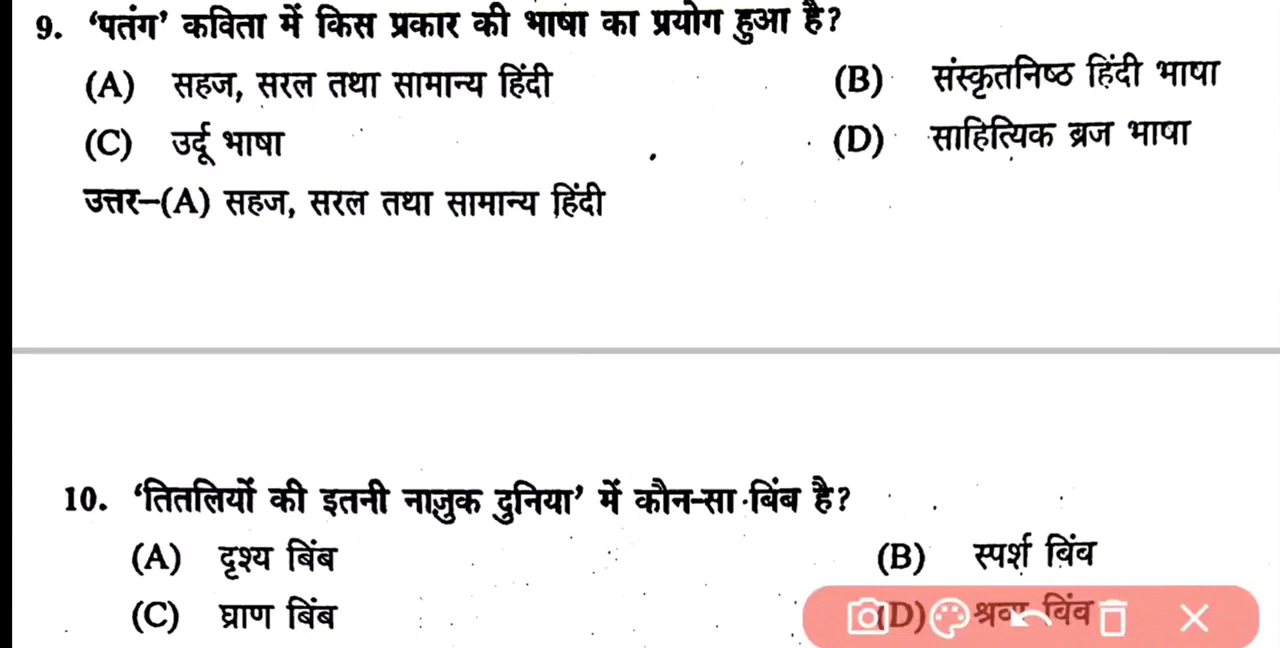 9. ‘पतंग’ कविता में किस प्रकार की भाषा का प्रयोग हुआ है?
(A) सहज, सरल तथा सामान्य हिंदी (B) संस्कृतनिष्ठ हिंदी भाषा
(C) उर्दू भाषा (D) साहित्यिक ब्रज भाषा
उत्तर–(A) सहज, सरल तथा सामान्य हिंदी
10. ‘तितलियों की इतनी नाज़ुक दुनिया’ में कौन-सा बिंब है?
(A) दृश्य बिंब (B) स्पर्श बिंब
(C) घ्राण बिंब (D) बिंब